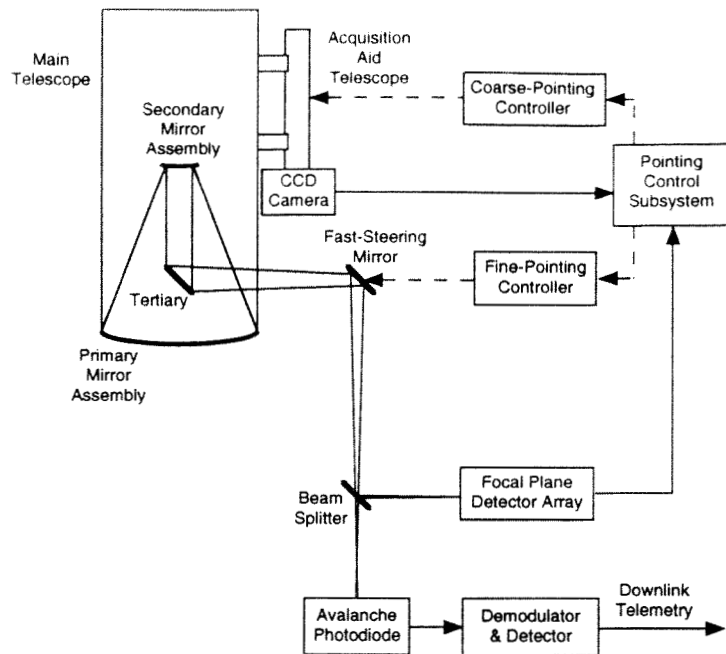 Main
Telescope
Acquisition
Aid
Telescope
Coarse-Pointing
Controller
Secondary
Mirror
Assembly
CCD
Camera
Pointing
Control
Subsystem
Fast-Steering
Mirror
Fine-Pointing
Controller
Tertiary
Primary
Mirror
Assembly
Beam
Splitter
Focal Plane
Detector Array
Avalanche
Photodiode
Demodulator
& Detector
Downlink
Telemetry